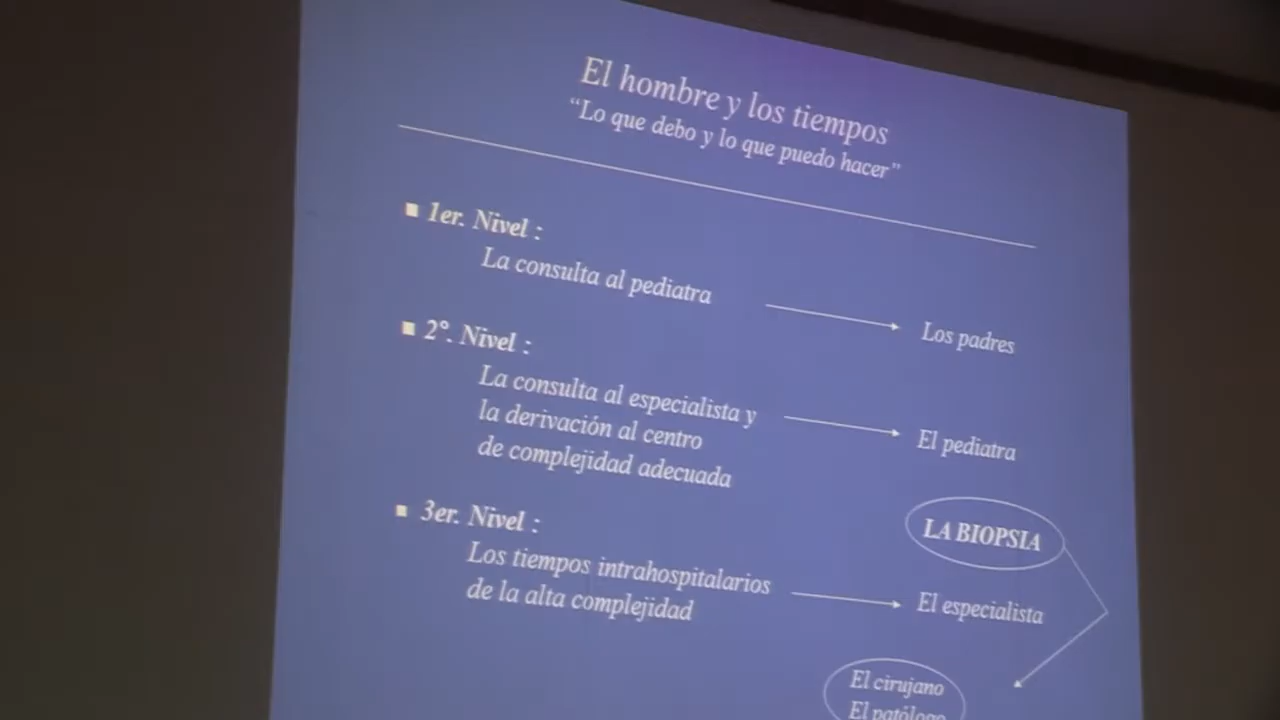 El hombre y los tiempos
“Lo que debo y lo que puedo hacer”
■ 1er. Nivel :
La consulta al pediatra
Los padres
■ 2°. Nivel :
La consulta al especialista y
la derivación al centro
de complejidad adecuada
El pediatra
LA BIOPSIA
■ 3er. Nivel :
Los tiempos intrahospitalarios
de la alta complejidad
El especialista
El cirujano
El patólogo